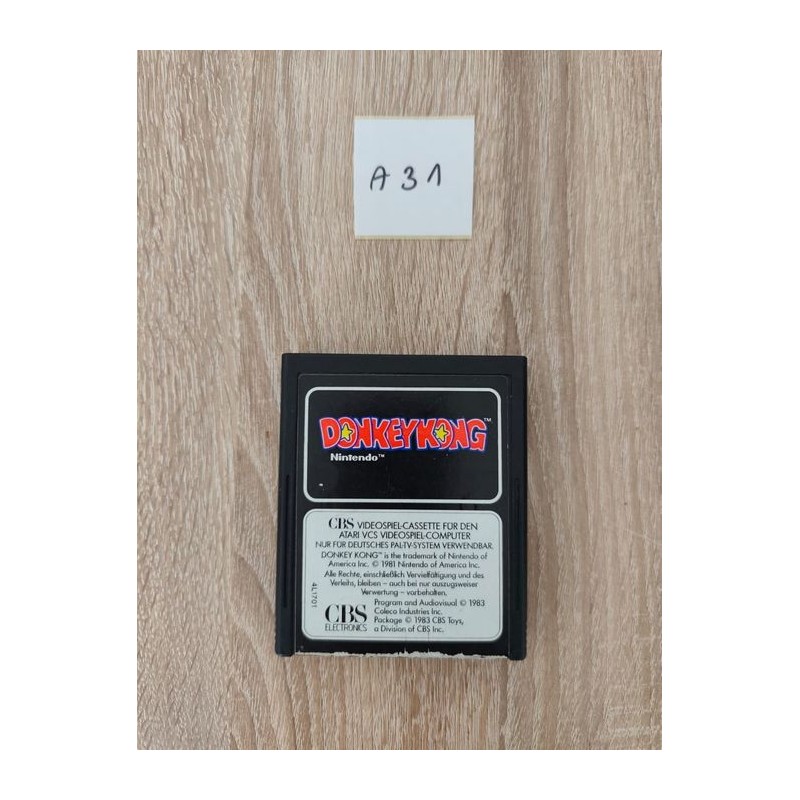 A31
DONKEY KONG™
Nintendo™
CBS VIDEOSPIEL-CASSETTE FÜR DEN
ATARI VCS VIDEOSPIEL-COMPUTER
NUR FÜR DEUTSCHES PAL-TV-SYSTEM VERWENDBAR.
DONKEY KONG™ is the trademark of Nintendo of
America Inc. © 1981 Nintendo of America Inc.
Alle Rechte, einschließlich Vervielfältigung und des
Verleihs, bleiben – auch bei nur auszugsweiser
Verwertung – vorbehalten.
Program and Audiovisual © 1983
Coleco Industries Inc.
Package © 1983 CBS Toys,
a Division of CBS Inc.
CBS
ELECTRONICS
4L1701